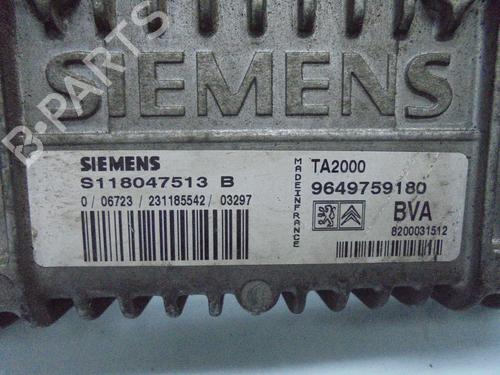 SIEMENS
B-PARTS
SIEMENS
S118047513 B
0 / 06723 / 231185542 / 03297
MADE IN FRANCE
TA2000
9649759180
BVA
8200031512